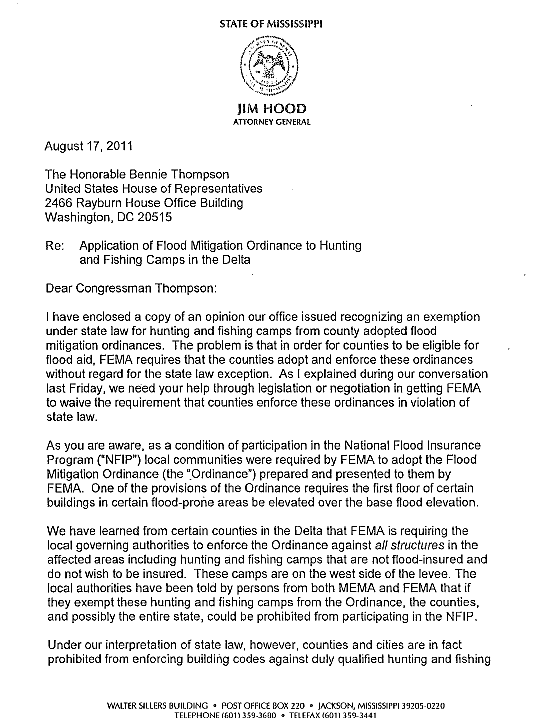 STATE OF MISSISSIPPI
JIM HOOD
ATTORNEY GENERAL
August 17, 2011
The Honorable Bennie Thompson
United States House of Representatives
2466 Rayburn House Office Building
Washington, DC 20515
Re: Application of Flood Mitigation Ordinance to Hunting
and Fishing Camps in the Delta
Dear Congressman Thompson:
I have enclosed a copy of an opinion our office issued recognizing an exemption
under state law for hunting and fishing camps from county adopted flood
mitigation ordinances. The problem is that in order for counties to be eligible for
flood aid, FEMA requires that the counties adopt and enforce these ordinances
without regard for the state law exception. As I explained during our conversation
last Friday, we need your help through legislation or negotiation in getting FEMA
to waive the requirement that counties enforce these ordinances in violation of
state law.
As you are aware, as a condition of participation in the National Flood Insurance
Program ("NFIP") local communities were required by FEMA to adopt the Flood
Mitigation Ordinance (the "Ordinance") prepared and presented to them by
FEMA. One of the provisions of the Ordinance requires the first floor of certain
buildings in certain flood-prone areas be elevated over the base flood elevation.
We have learned from certain counties in the Delta that FEMA is requiring the
local governing authorities to enforce the Ordinance against all structures in the
affected areas including hunting and fishing camps that are not flood-insured and
do not wish to be insured. These camps are on the west side of the levee. The
local authorities have been told by persons from both MEMA and FEMA that if
they exempt these hunting and fishing camps from the Ordinance, the counties,
and possibly the entire state, could be prohibited from participating in the NFIP.
Under our interpretation of state law, however, counties and cities are in fact
prohibited from enforcing building codes against duly qualified hunting and fishing
WALTER SILLERS BUILDING • POST OFFICE BOX 220 • JACKSON, MISSISSIPPI 39205-0220
TELEPHONE (601) 359-3680 • TELEFAX (601) 359-3441